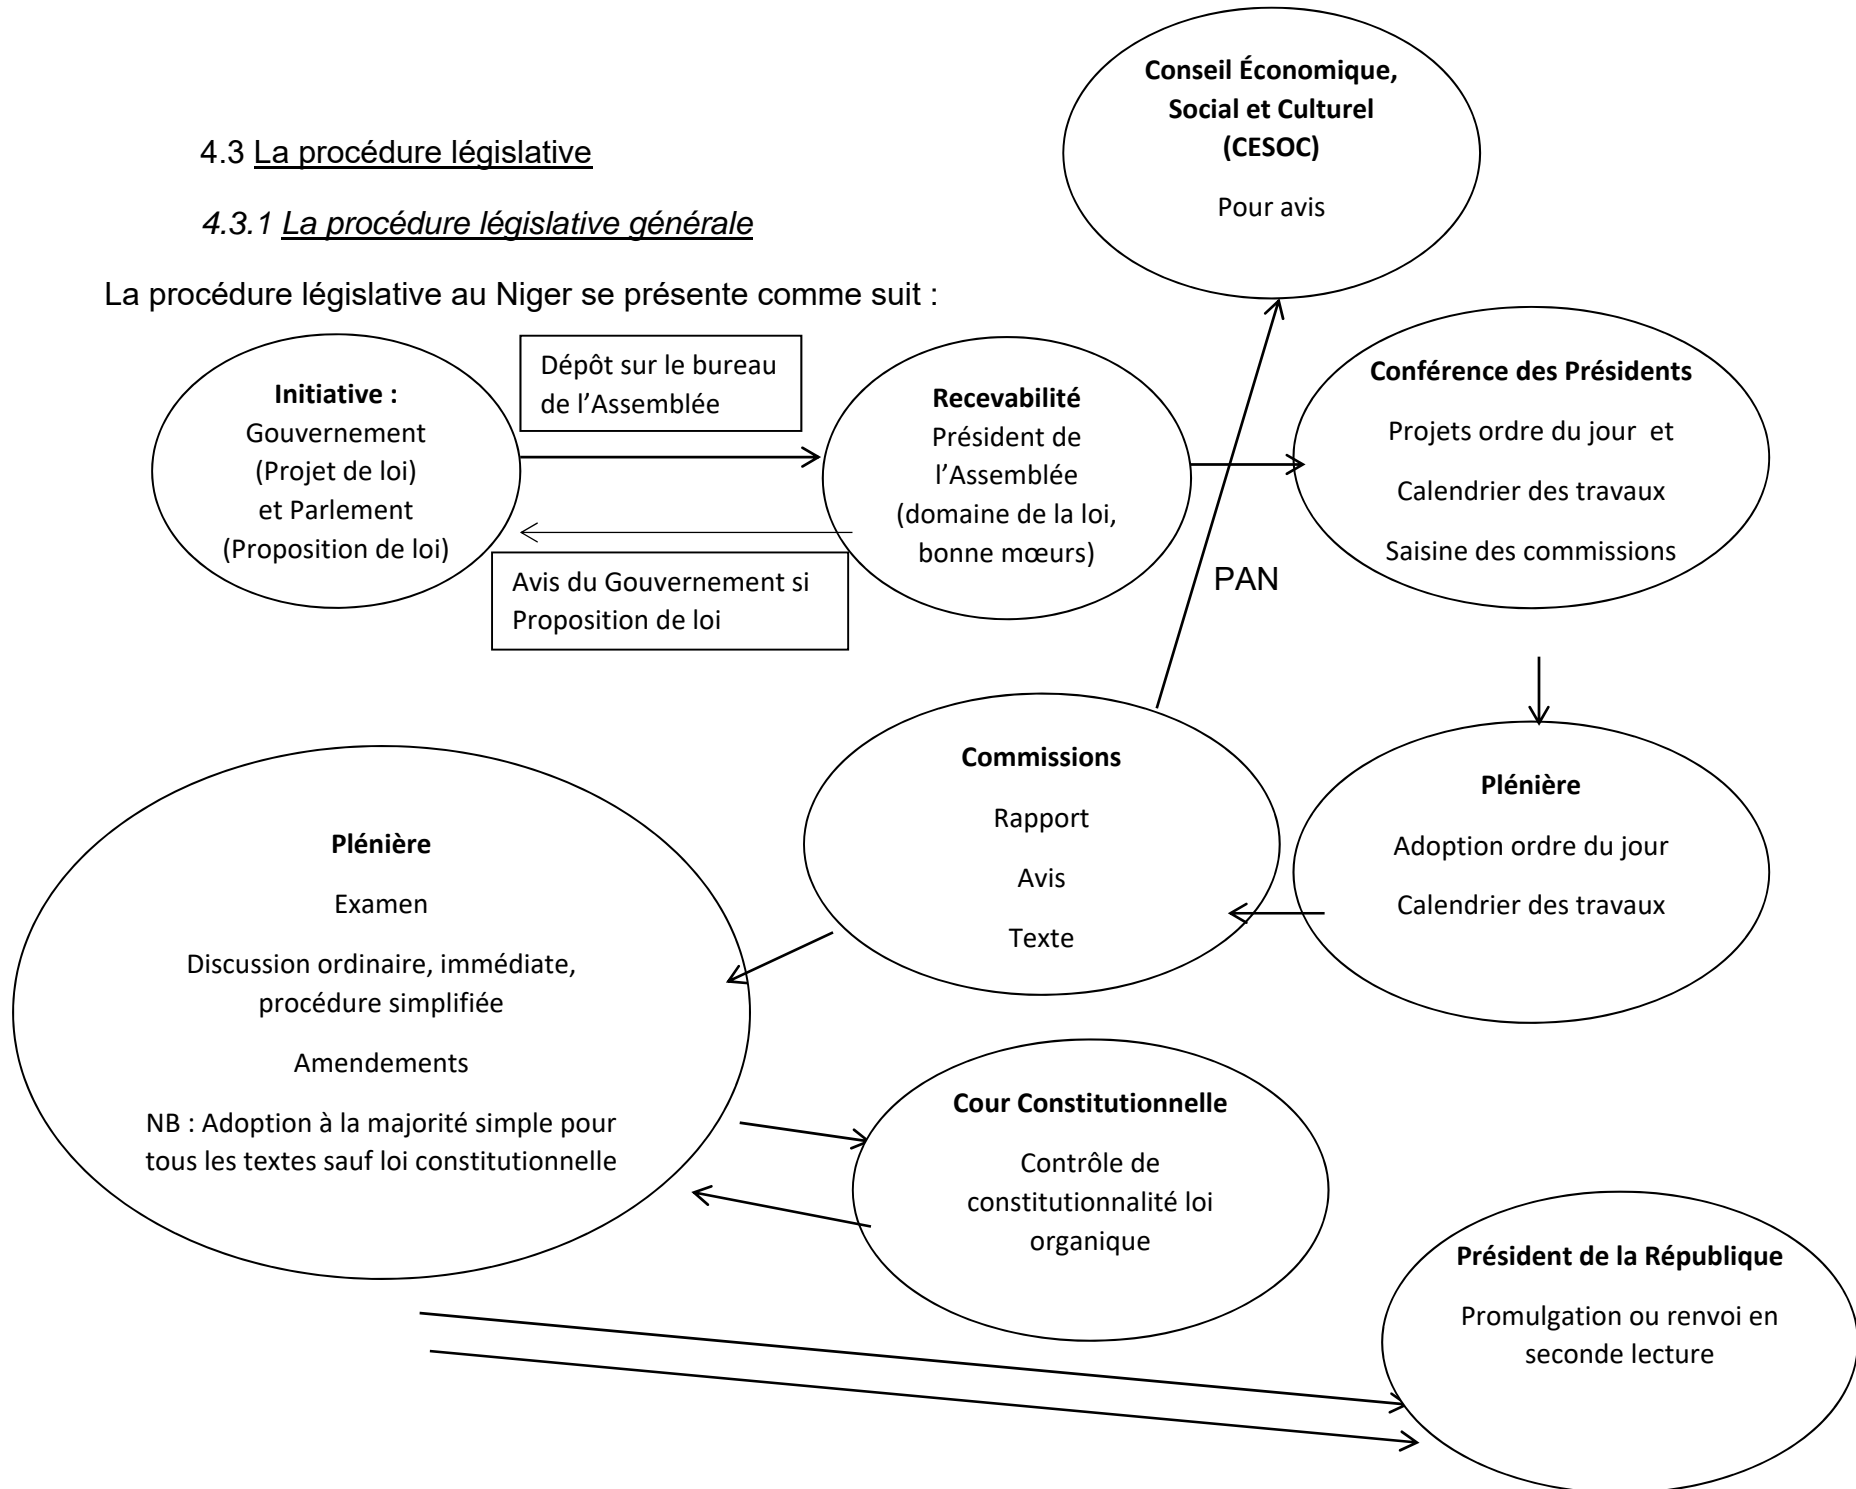 4.3 La procédure législative
4.3.1 La procédure législative générale
La procédure législative au Niger se présente comme suit :
Conseil Économique,
Social et Culturel
(CESOC)
Pour avis
Initiative :
Gouvernement
(Projet de loi)
et Parlement
(Proposition de loi)
Dépôt sur le bureau
de l’Assemblée
Avis du Gouvernement si
Proposition de loi
Recevabilité
Président de
l’Assemblée
(domaine de la loi,
bonne mœurs)
PAN
Conférence des Présidents
Projets ordre du jour et
Calendrier des travaux
Saisine des commissions
Plénière
Adoption ordre du jour
Calendrier des travaux
Commissions
Rapport
Avis
Texte
Plénière
Examen
Discussion ordinaire, immédiate,
procédure simplifiée
Amendements
NB : Adoption à la majorité simple pour
tous les textes sauf loi constitutionnelle
Cour Constitutionnelle
Contrôle de
constitutionnalité loi
organique
Président de la République
Promulgation ou renvoi en
seconde lecture